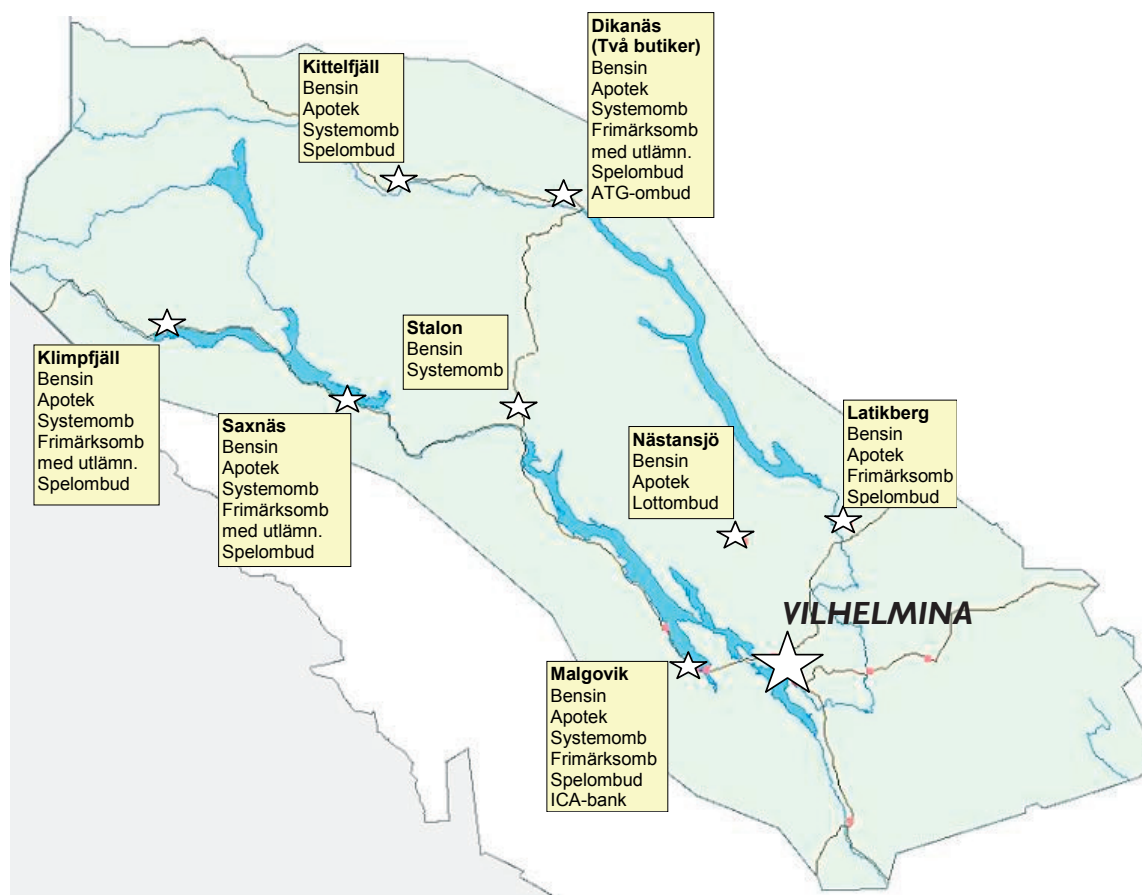 Dikanäs
(Två butiker)
Bensin
Apotek
Systemomb
Frimärksomb
med utlämn.
Spelombud
ATG-ombud
Kittelfjäll
Bensin
Apotek
Systemomb
Spelombud
Klimpfjäll
Bensin
Apotek
Systemomb
Frimärksomb
med utlämn.
Spelombud
Saxnäs
Bensin
Apotek
Systemomb
Frimärksomb
med utlämn.
Spelombud
Stalon
Bensin
Systemomb
Nästansjö
Bensin
Apotek
Lottombud
Latikberg
Bensin
Apotek
Frimärksomb
Spelombud
VILHELMINA
Malgovik
Bensin
Apotek
Systemomb
Frimärksomb
Spelombud
ICA-bank